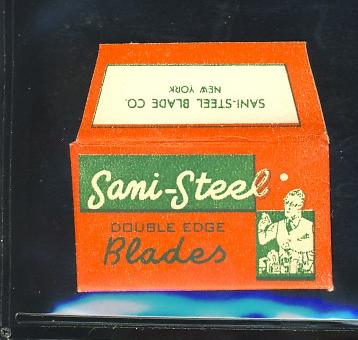 SANI-STEEL BLADE CO.
NEW YORK
Sani-Steel
DOUBLE EDGE
Blades